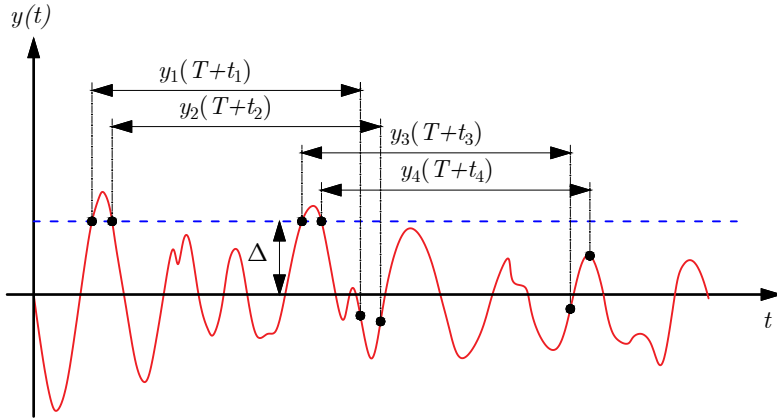 y(t)
y₁(T+t₁)
y₂(T+t₂)
y₃(T+t₃)
y₄(T+t₄)
Δ
t